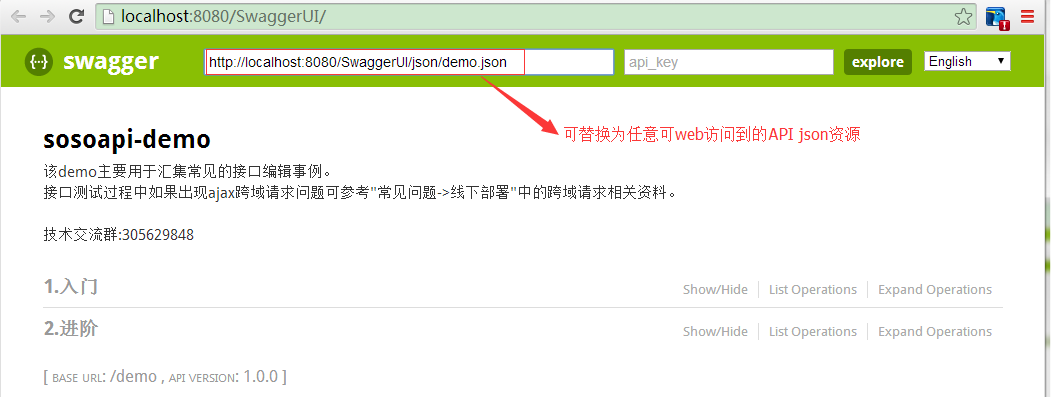 localhost:8080/SwaggerUI/
{··} swagger http://localhost:8080/SwaggerUI/json/demo.json api_key explore English
可替换为任意可web访问到的API json资源
sosoapi-demo
该demo主要用于汇集常见的接口编辑事例。
接口测试过程中如果出现ajax跨域请求问题可参考"常见问题->线下部署"中的跨域请求相关资料。
技术交流群:305629848
1.入门 Show/Hide List Operations Expand Operations
2.进阶 Show/Hide List Operations Expand Operations
[ BASE URL: /demo , API VERSION: 1.0.0 ]